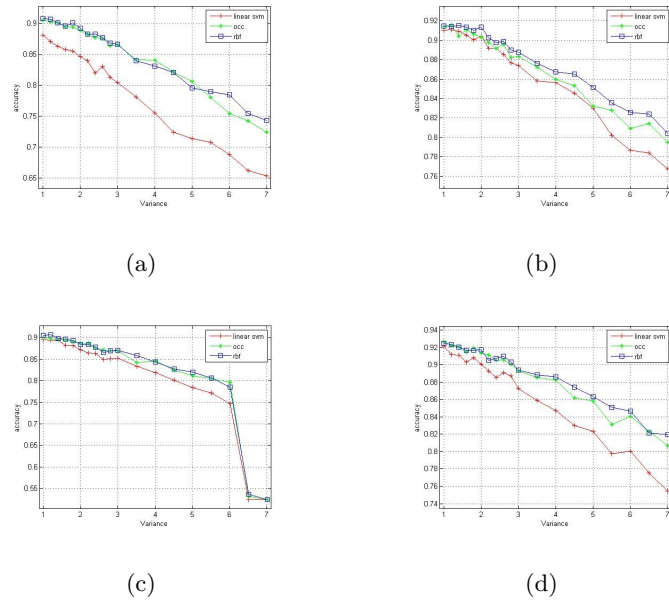 linear svm
occ
rbf
0.9
0.85
0.8
0.75
0.7
0.65
accuracy
1 2 3 4 5 6 7
Variance
(a)
linear svm
occ
rbf
0.92
0.9
0.88
0.86
0.84
0.82
0.8
0.78
0.76
accuracy
1 2 3 4 5 6 7
Variance
(b)
linear svm
occ
rbf
0.9
0.85
0.8
0.75
0.7
0.65
0.6
0.55
accuracy
1 2 3 4 5 6 7
Variance
(c)
linear svm
occ
rbf
0.94
0.92
0.9
0.88
0.86
0.84
0.82
0.8
0.78
0.76
0.74
accuracy
1 2 3 4 5 6 7
Variance
(d)